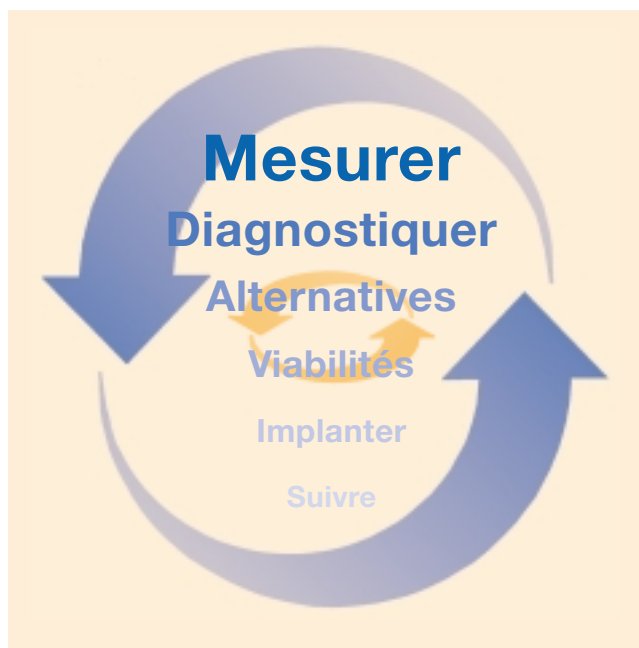 Mesurer
Diagnostiquer
Alternatives
Viabilités
Implanter
Suivre